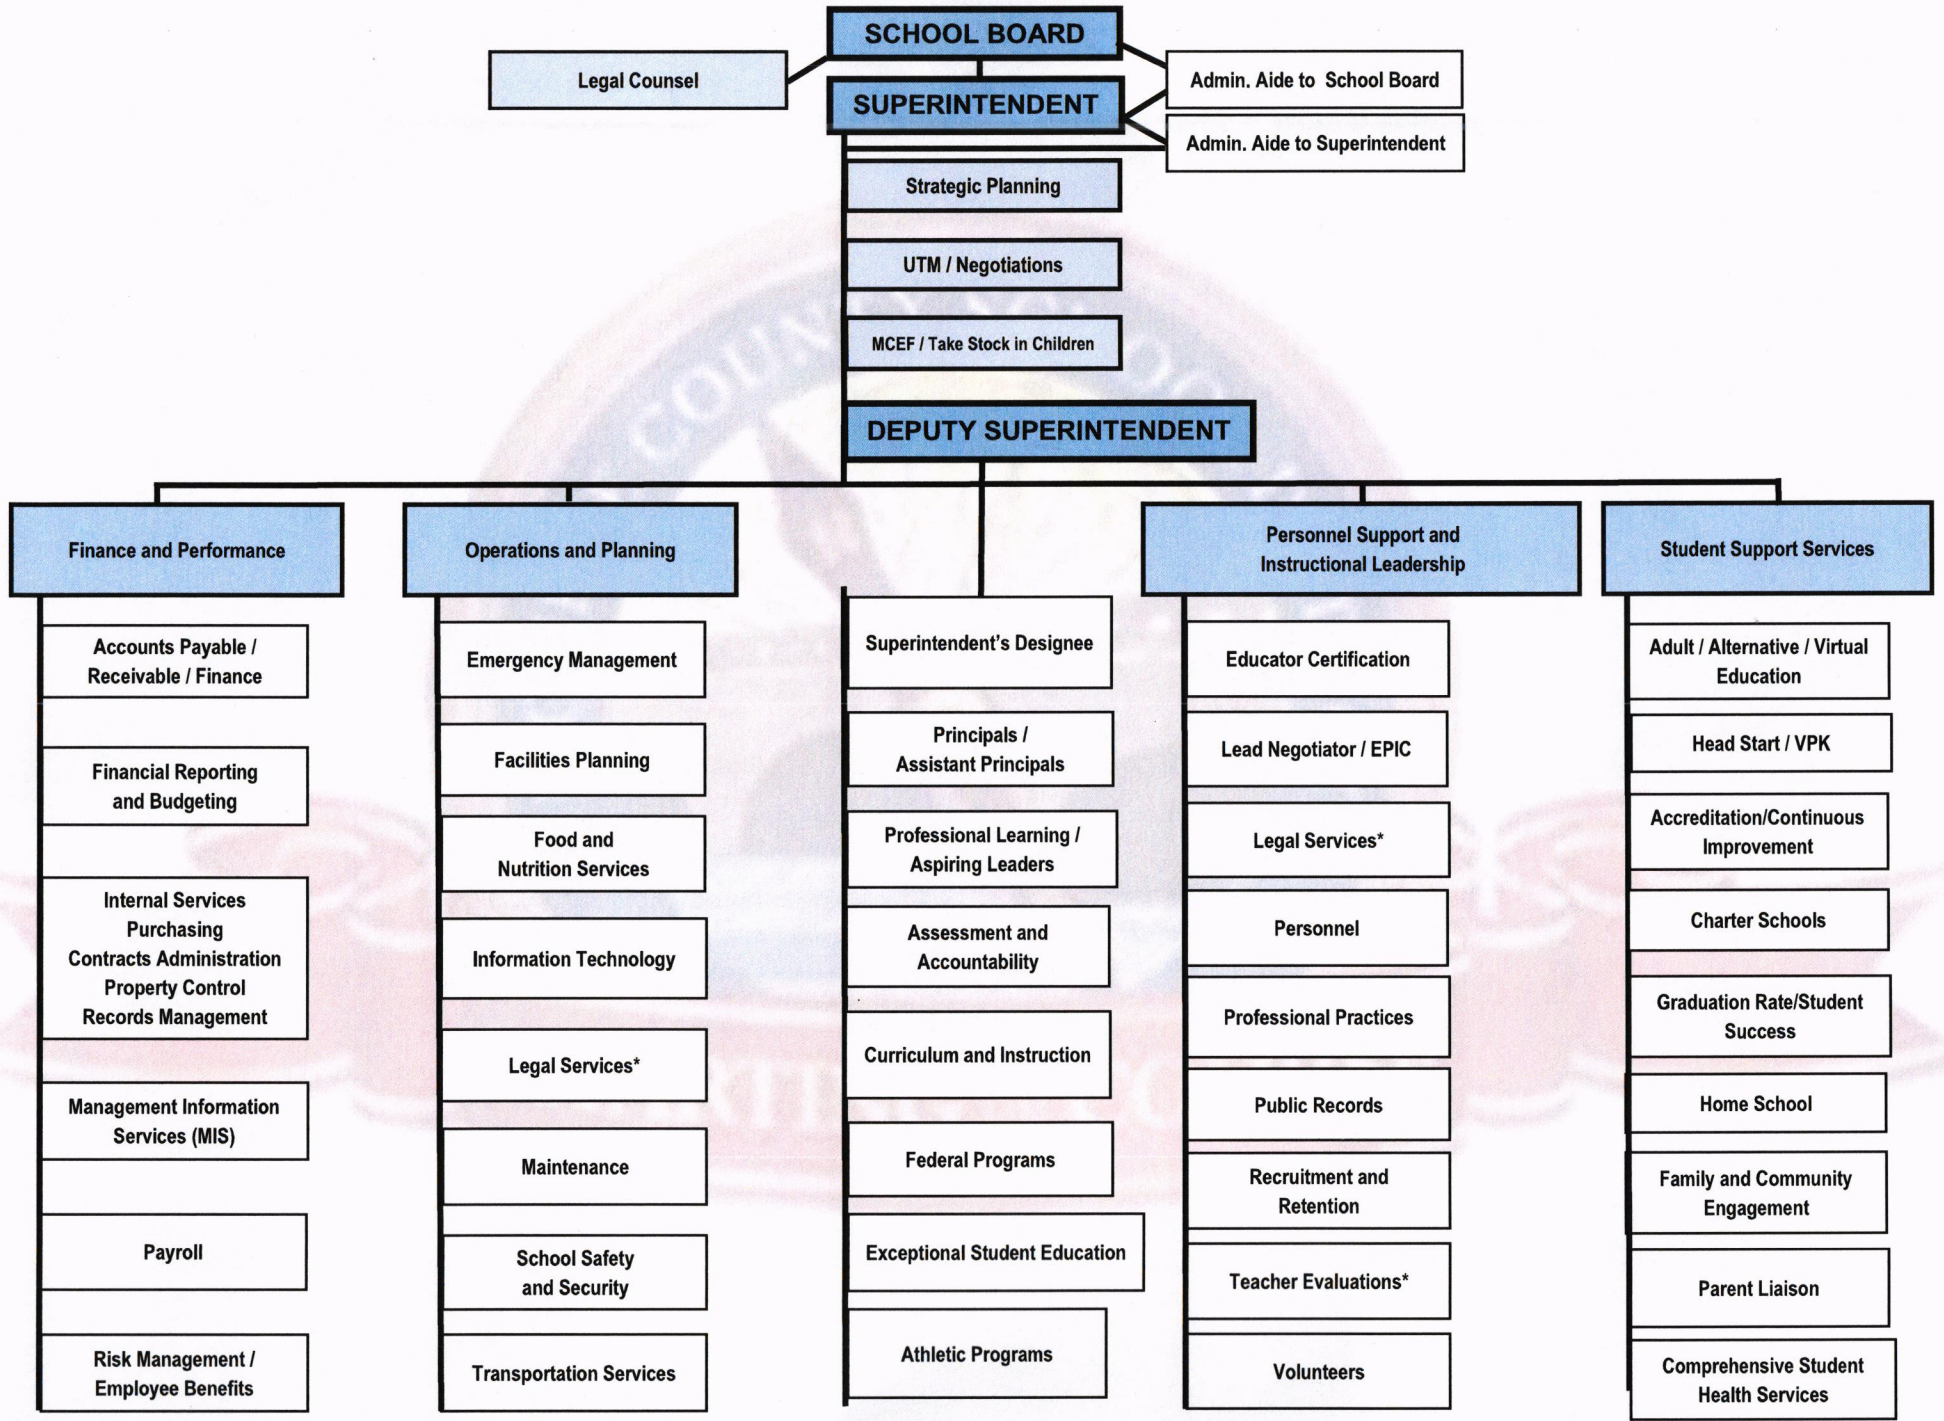 SCHOOL BOARD
Legal Counsel
Admin. Aide to School Board
SUPERINTENDENT
Admin. Aide to Superintendent
Strategic Planning
UTM / Negotiations
MCEF / Take Stock in Children
DEPUTY SUPERINTENDENT
Finance and Performance
Accounts Payable /
Receivable / Finance
Financial Reporting
and Budgeting
Internal Services
Purchasing
Contracts Administration
Property Control
Records Management
Management Information
Services (MIS)
Payroll
Risk Management /
Employee Benefits
Operations and Planning
Emergency Management
Facilities Planning
Food and
Nutrition Services
Information Technology
Legal Services*
Maintenance
School Safety
and Security
Transportation Services
Superintendent’s Designee
Principals /
Assistant Principals
Professional Learning /
Aspiring Leaders
Assessment and
Accountability
Curriculum and Instruction
Federal Programs
Exceptional Student Education
Athletic Programs
Personnel Support and
Instructional Leadership
Educator Certification
Lead Negotiator / EPIC
Legal Services*
Personnel
Professional Practices
Public Records
Recruitment and
Retention
Teacher Evaluations*
Volunteers
Student Support Services
Adult / Alternative / Virtual
Education
Head Start / VPK
Accreditation/Continuous
Improvement
Charter Schools
Graduation Rate/Student
Success
Home School
Family and Community
Engagement
Parent Liaison
Comprehensive Student
Health Services
COUNTY